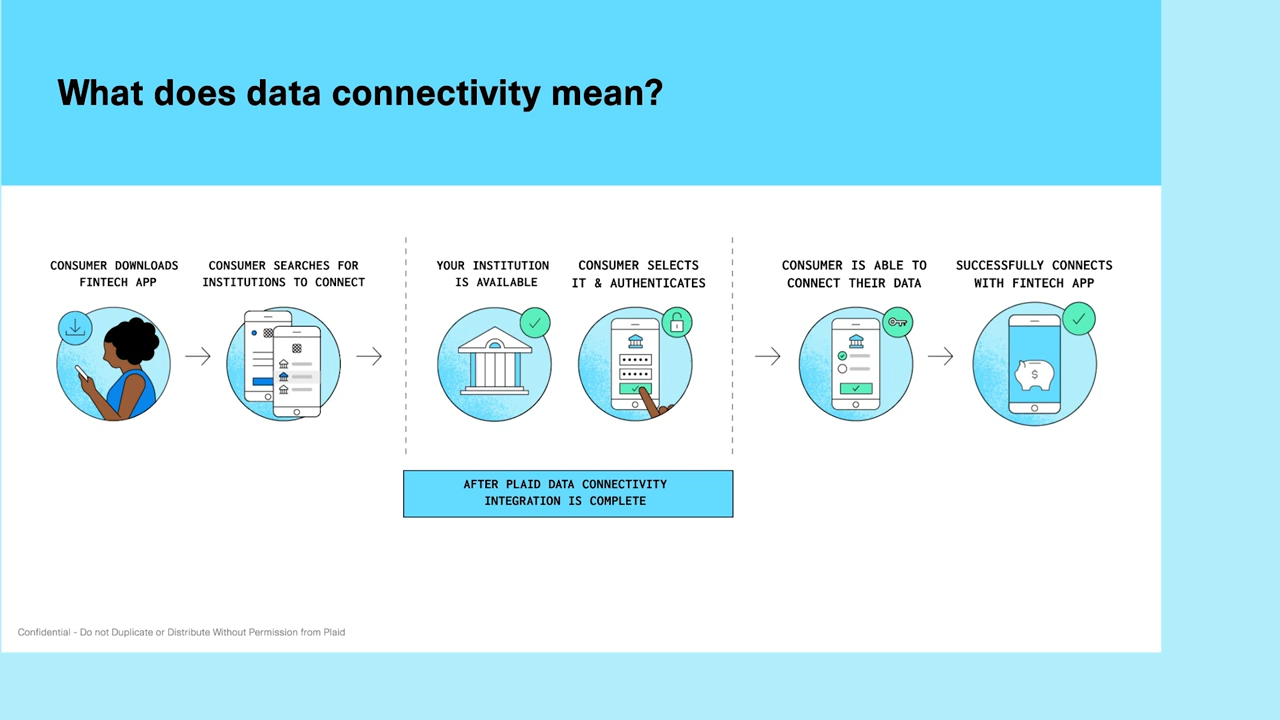 What does data connectivity mean?
CONSUMER DOWNLOADS
FINTECH APP
CONSUMER SEARCHES FOR
INSTITUTIONS TO CONNECT
YOUR INSTITUTION
IS AVAILABLE
CONSUMER SELECTS
IT & AUTHENTICATES
CONSUMER IS ABLE TO
CONNECT THEIR DATA
SUCCESSFULLY CONNECTS
WITH FINTECH APP
$
AFTER PLAID DATA CONNECTIVITY
INTEGRATION IS COMPLETE
Confidential - Do not Duplicate or Distribute Without Permission from Plaid